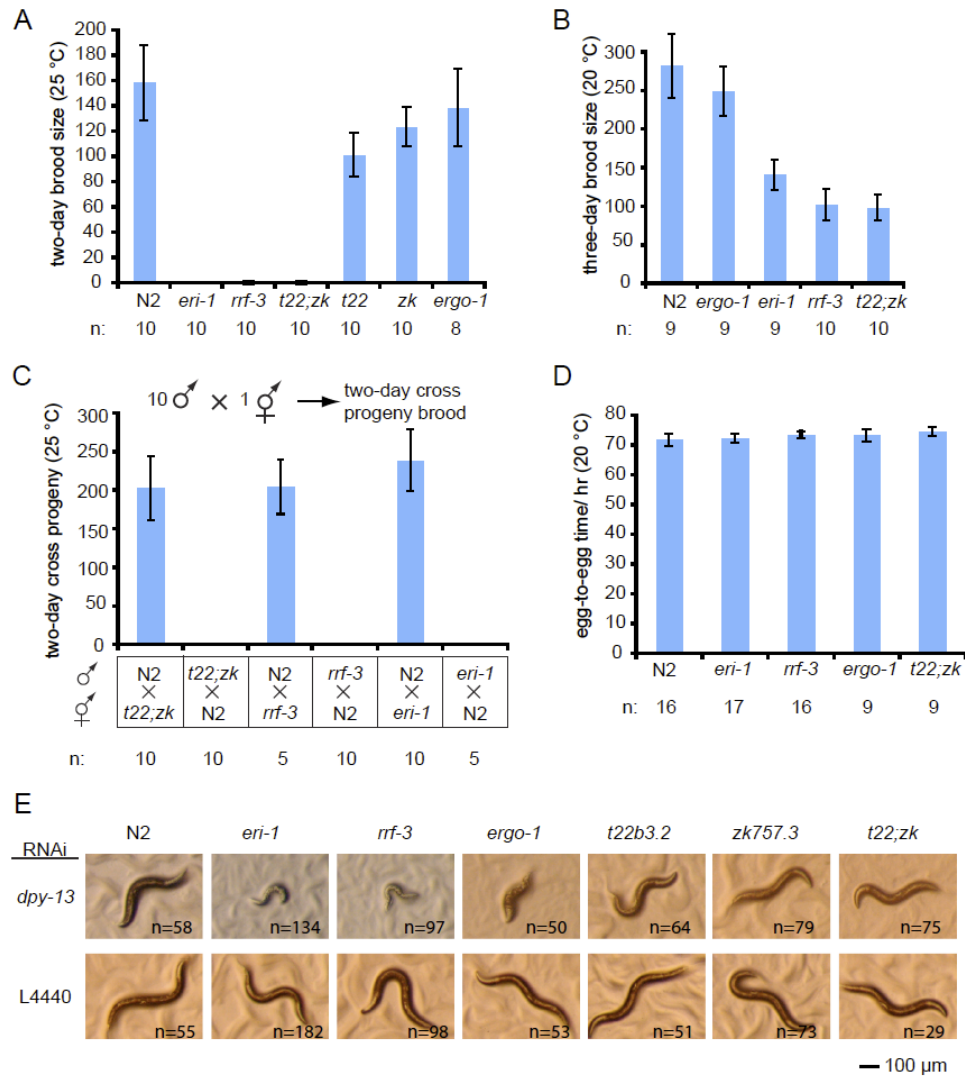 A
two-day brood size (25 °C)
200
180
160
140
120
100
80
60
40
20
0
N2 eri-1 rrf-3 t22;zk t22 zk ergo-1
n: 10 10 10 10 10 10 8
B
three-day brood size (20 °C)
300
250
200
150
100
50
0
N2 ergo-1 eri-1 rrf-3 t22;zk
n: 9 9 9 10 10
C
10 ♂ × 1 ⚥ → two-day cross
progeny brood
two-day cross progeny (25 °C)
300
250
200
150
100
50
0
♂ N2 t22;zk N2 rrf-3 N2 eri-1
× × × × × ×
⚥ t22;zk N2 rrf-3 N2 eri-1 N2
n: 10 10 5 10 10 5
D
egg-to-egg time/ hr (20 °C)
80
70
60
50
40
30
20
10
0
N2 eri-1 rrf-3 ergo-1 t22;zk
n: 16 17 16 9 9
E
N2 eri-1 rrf-3 ergo-1 t22b3.2 zk757.3 t22;zk
RNAi
dpy-13
n=58 n=134 n=97 n=50 n=64 n=79 n=75
L4440
n=55 n=182 n=98 n=53 n=51 n=73 n=29
100 µm